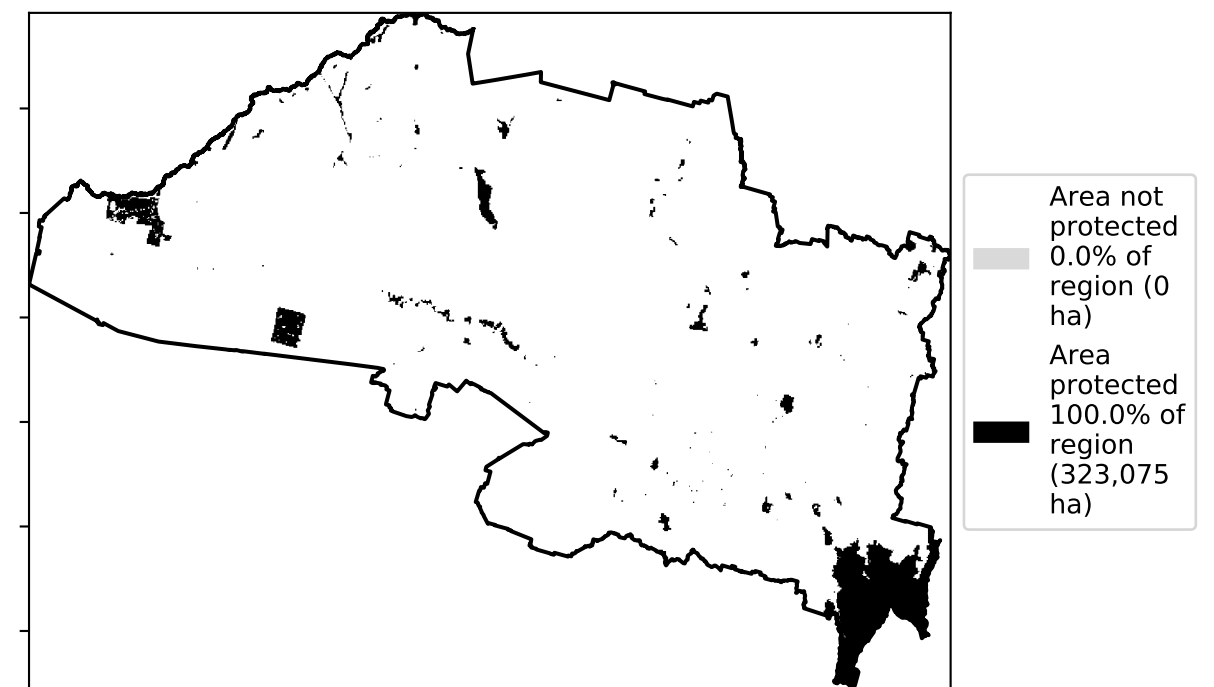 Area not
protected
0.0% of
region (0
ha)
Area
protected
100.0% of
region
(323,075
ha)